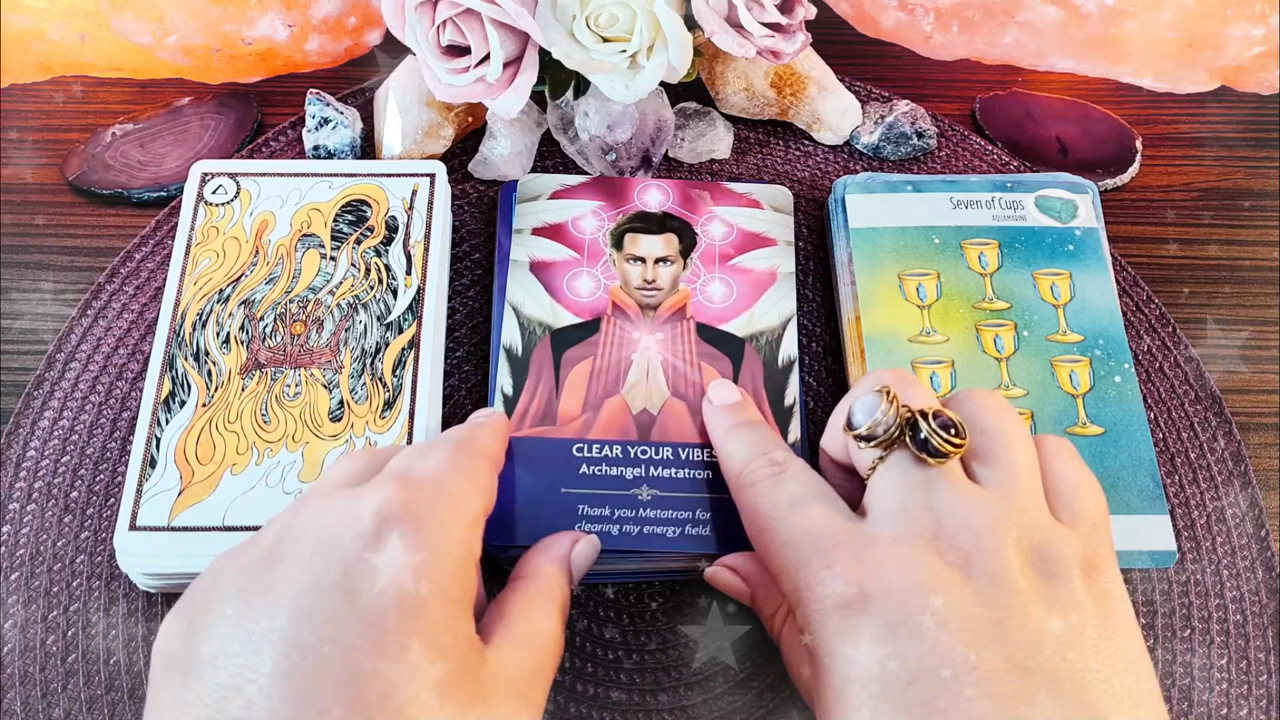 CLEAR YOUR VIBES
Archangel Metatron
Thank you Metatron for
clearing my energy field.
Seven of Cups
AQUAMARINE